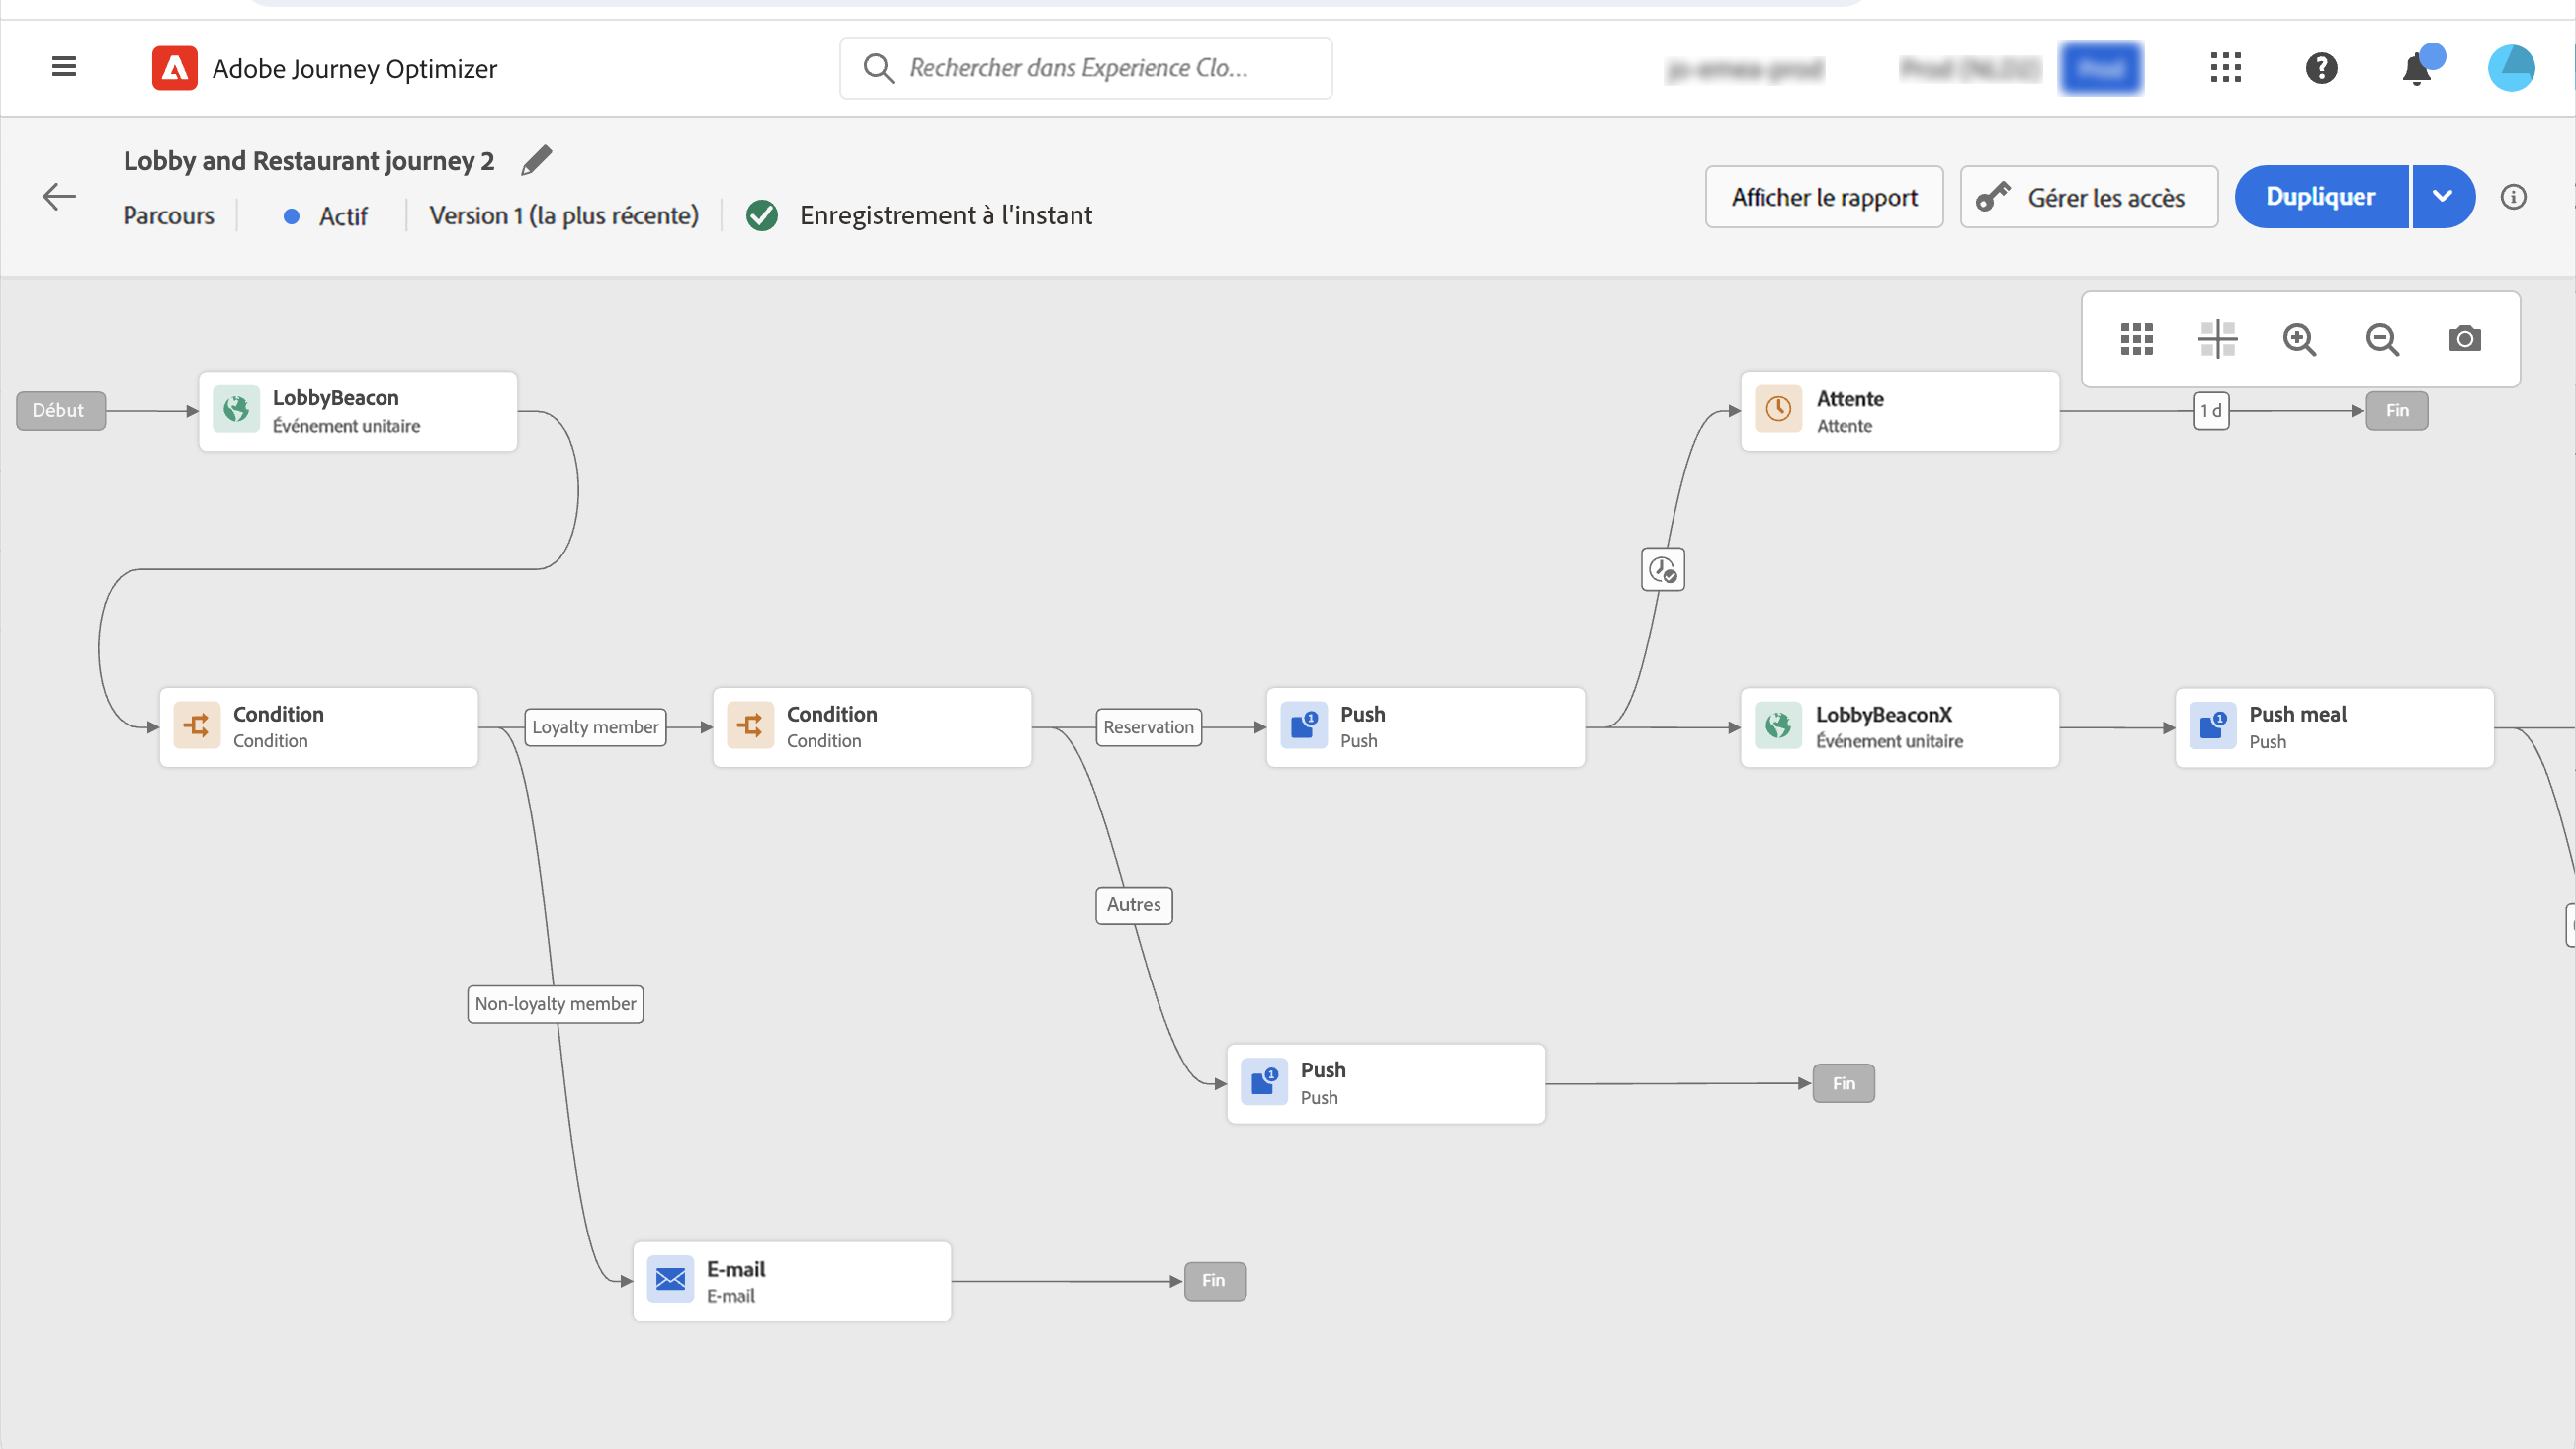 Adobe Journey Optimizer
Rechercher dans Experience Clo...
Lobby and Restaurant journey 2
Parcours
Actif
Version 1 (la plus récente)
Enregistrement à l'instant
Afficher le rapport
Gérer les accès
Dupliquer
Début
LobbyBeacon
Événement unitaire
Attente
Attente
1 d
Fin
Condition
Condition
Loyalty member
Condition
Condition
Reservation
Push
Push
LobbyBeaconX
Événement unitaire
Push meal
Push
Autres
Non-loyalty member
Push
Push
Fin
E-mail
E-mail
Fin